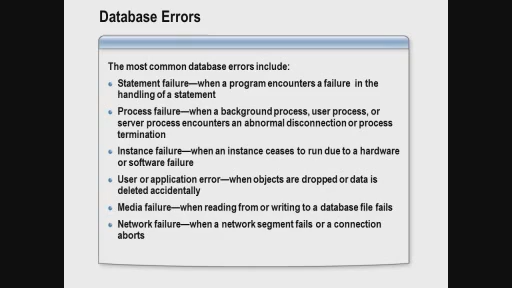 Database Errors
The most common database errors include:
Statement failure—when a program encounters a failure in the
handling of a statement
Process failure—when a background process, user process, or
server process encounters an abnormal disconnection or process
termination
Instance failure—when an instance ceases to run due to a hardware
or software failure
User or application error—when objects are dropped or data is
deleted accidentally
Media failure—when reading from or writing to a database file fails
Network failure—when a network segment fails or a connection
aborts